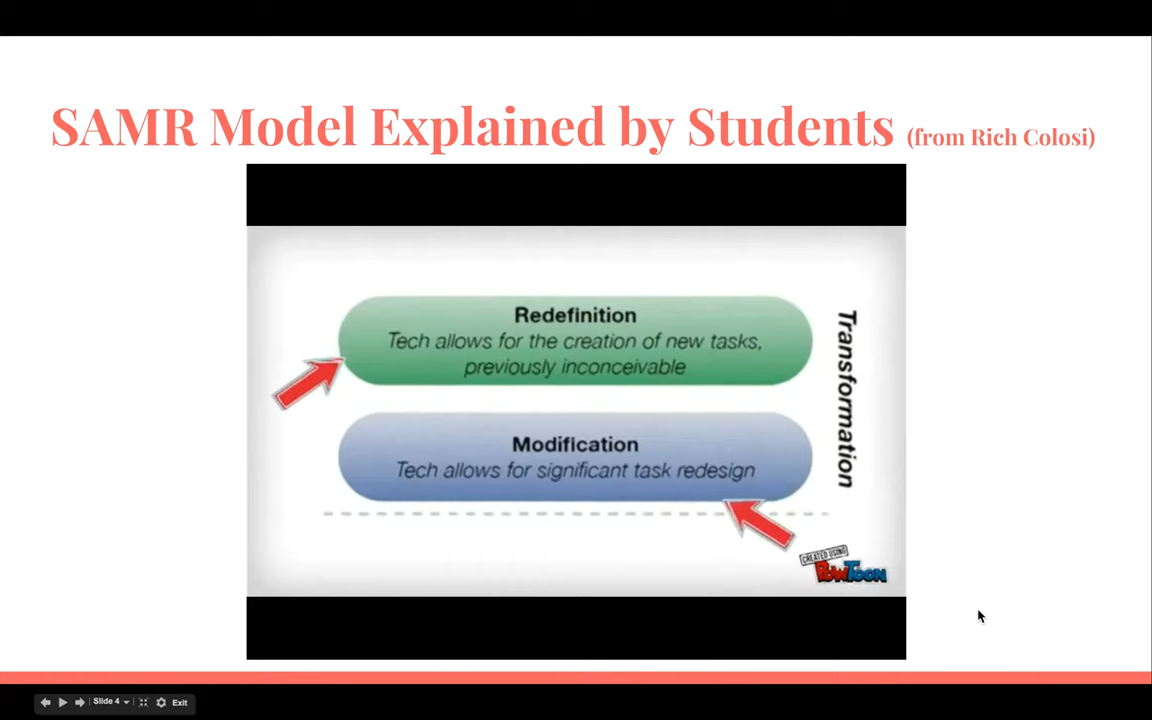 SAMR Model Explained by Students (from Rich Colosi)
Redefinition
Tech allows for the creation of new tasks,
previously inconceivable
Modification
Tech allows for significant task redesign
Transformation
CREATED USING
POWTOON
Slide 4
Exit